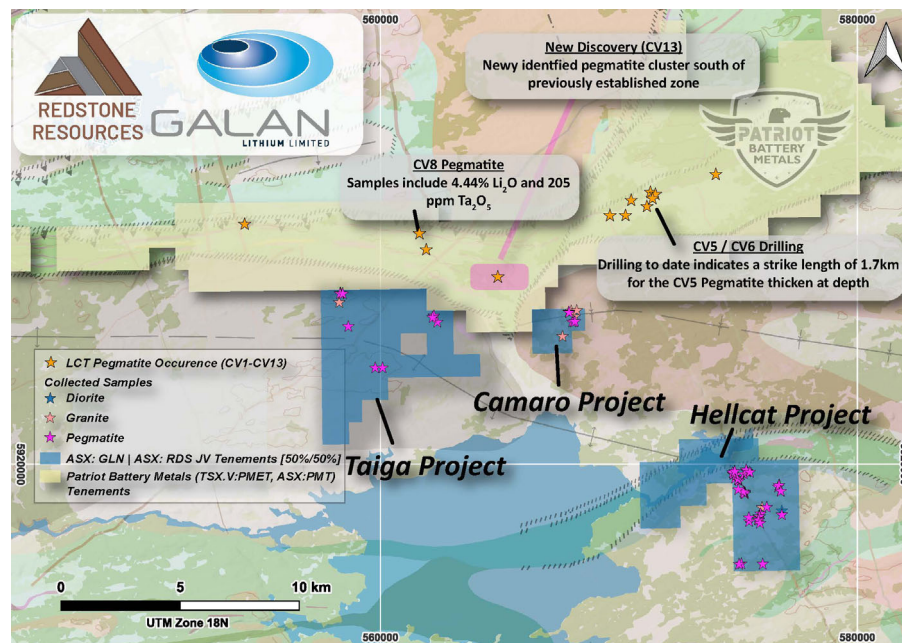 560000
580000
REDSTONE
RESOURCES
GALAN
LITHIUM LIMITED
New Discovery (CV13)
Newy identfied pegmatite cluster south of
previously established zone
PATRIOT
BATTERY
METALS
CV8 Pegmatite
Samples include 4.44% Li₂O and 205
ppm Ta₂O₅
CV5 / CV6 Drilling
Drilling to date indicates a strike length of 1.7km
for the CV5 Pegmatite thicken at depth
LCT Pegmatite Occurence (CV1-CV13)
Collected Samples
Diorite
Granite
Pegmatite
ASX: GLN | ASX: RDS JV Tenements [50%/50%]
Patriot Battery Metals (TSX.V:PMET, ASX:PMT)
Tenements
Camaro Project
Hellcat Project
Taiga Project
5920000
5920000
0 5 10 km
UTM Zone 18N
560000
580000